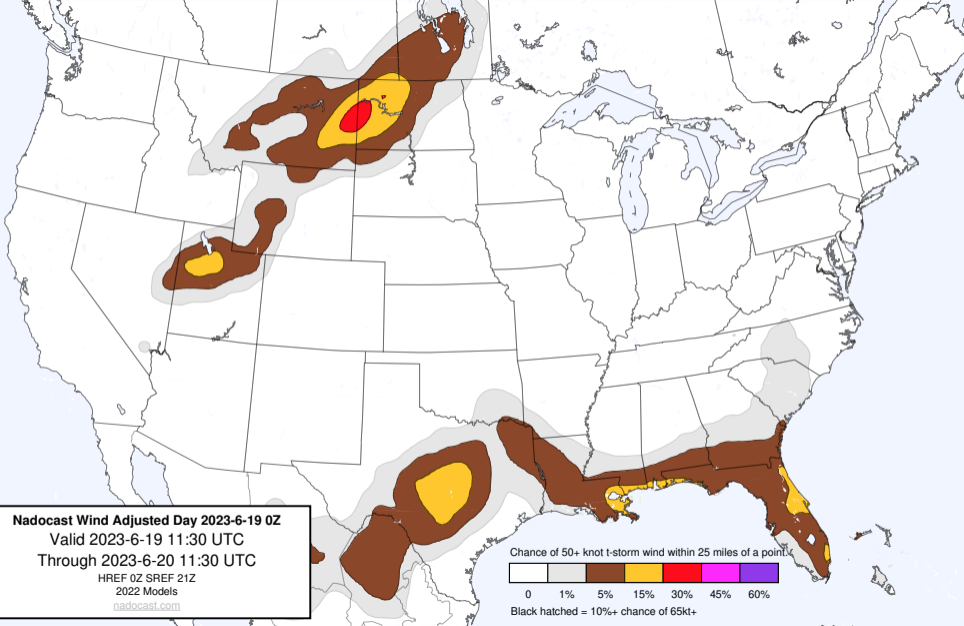 Nadocast Wind Adjusted Day 2023-6-19 0Z
Valid 2023-6-19 11:30 UTC
Through 2023-6-20 11:30 UTC
HREF 0Z SREF 21Z
2022 Models
nadocast.com
Chance of 50+ knot t-storm wind within 25 miles of a point.
0 1% 5% 15% 30% 45% 60%
Black hatched = 10%+ chance of 65kt+